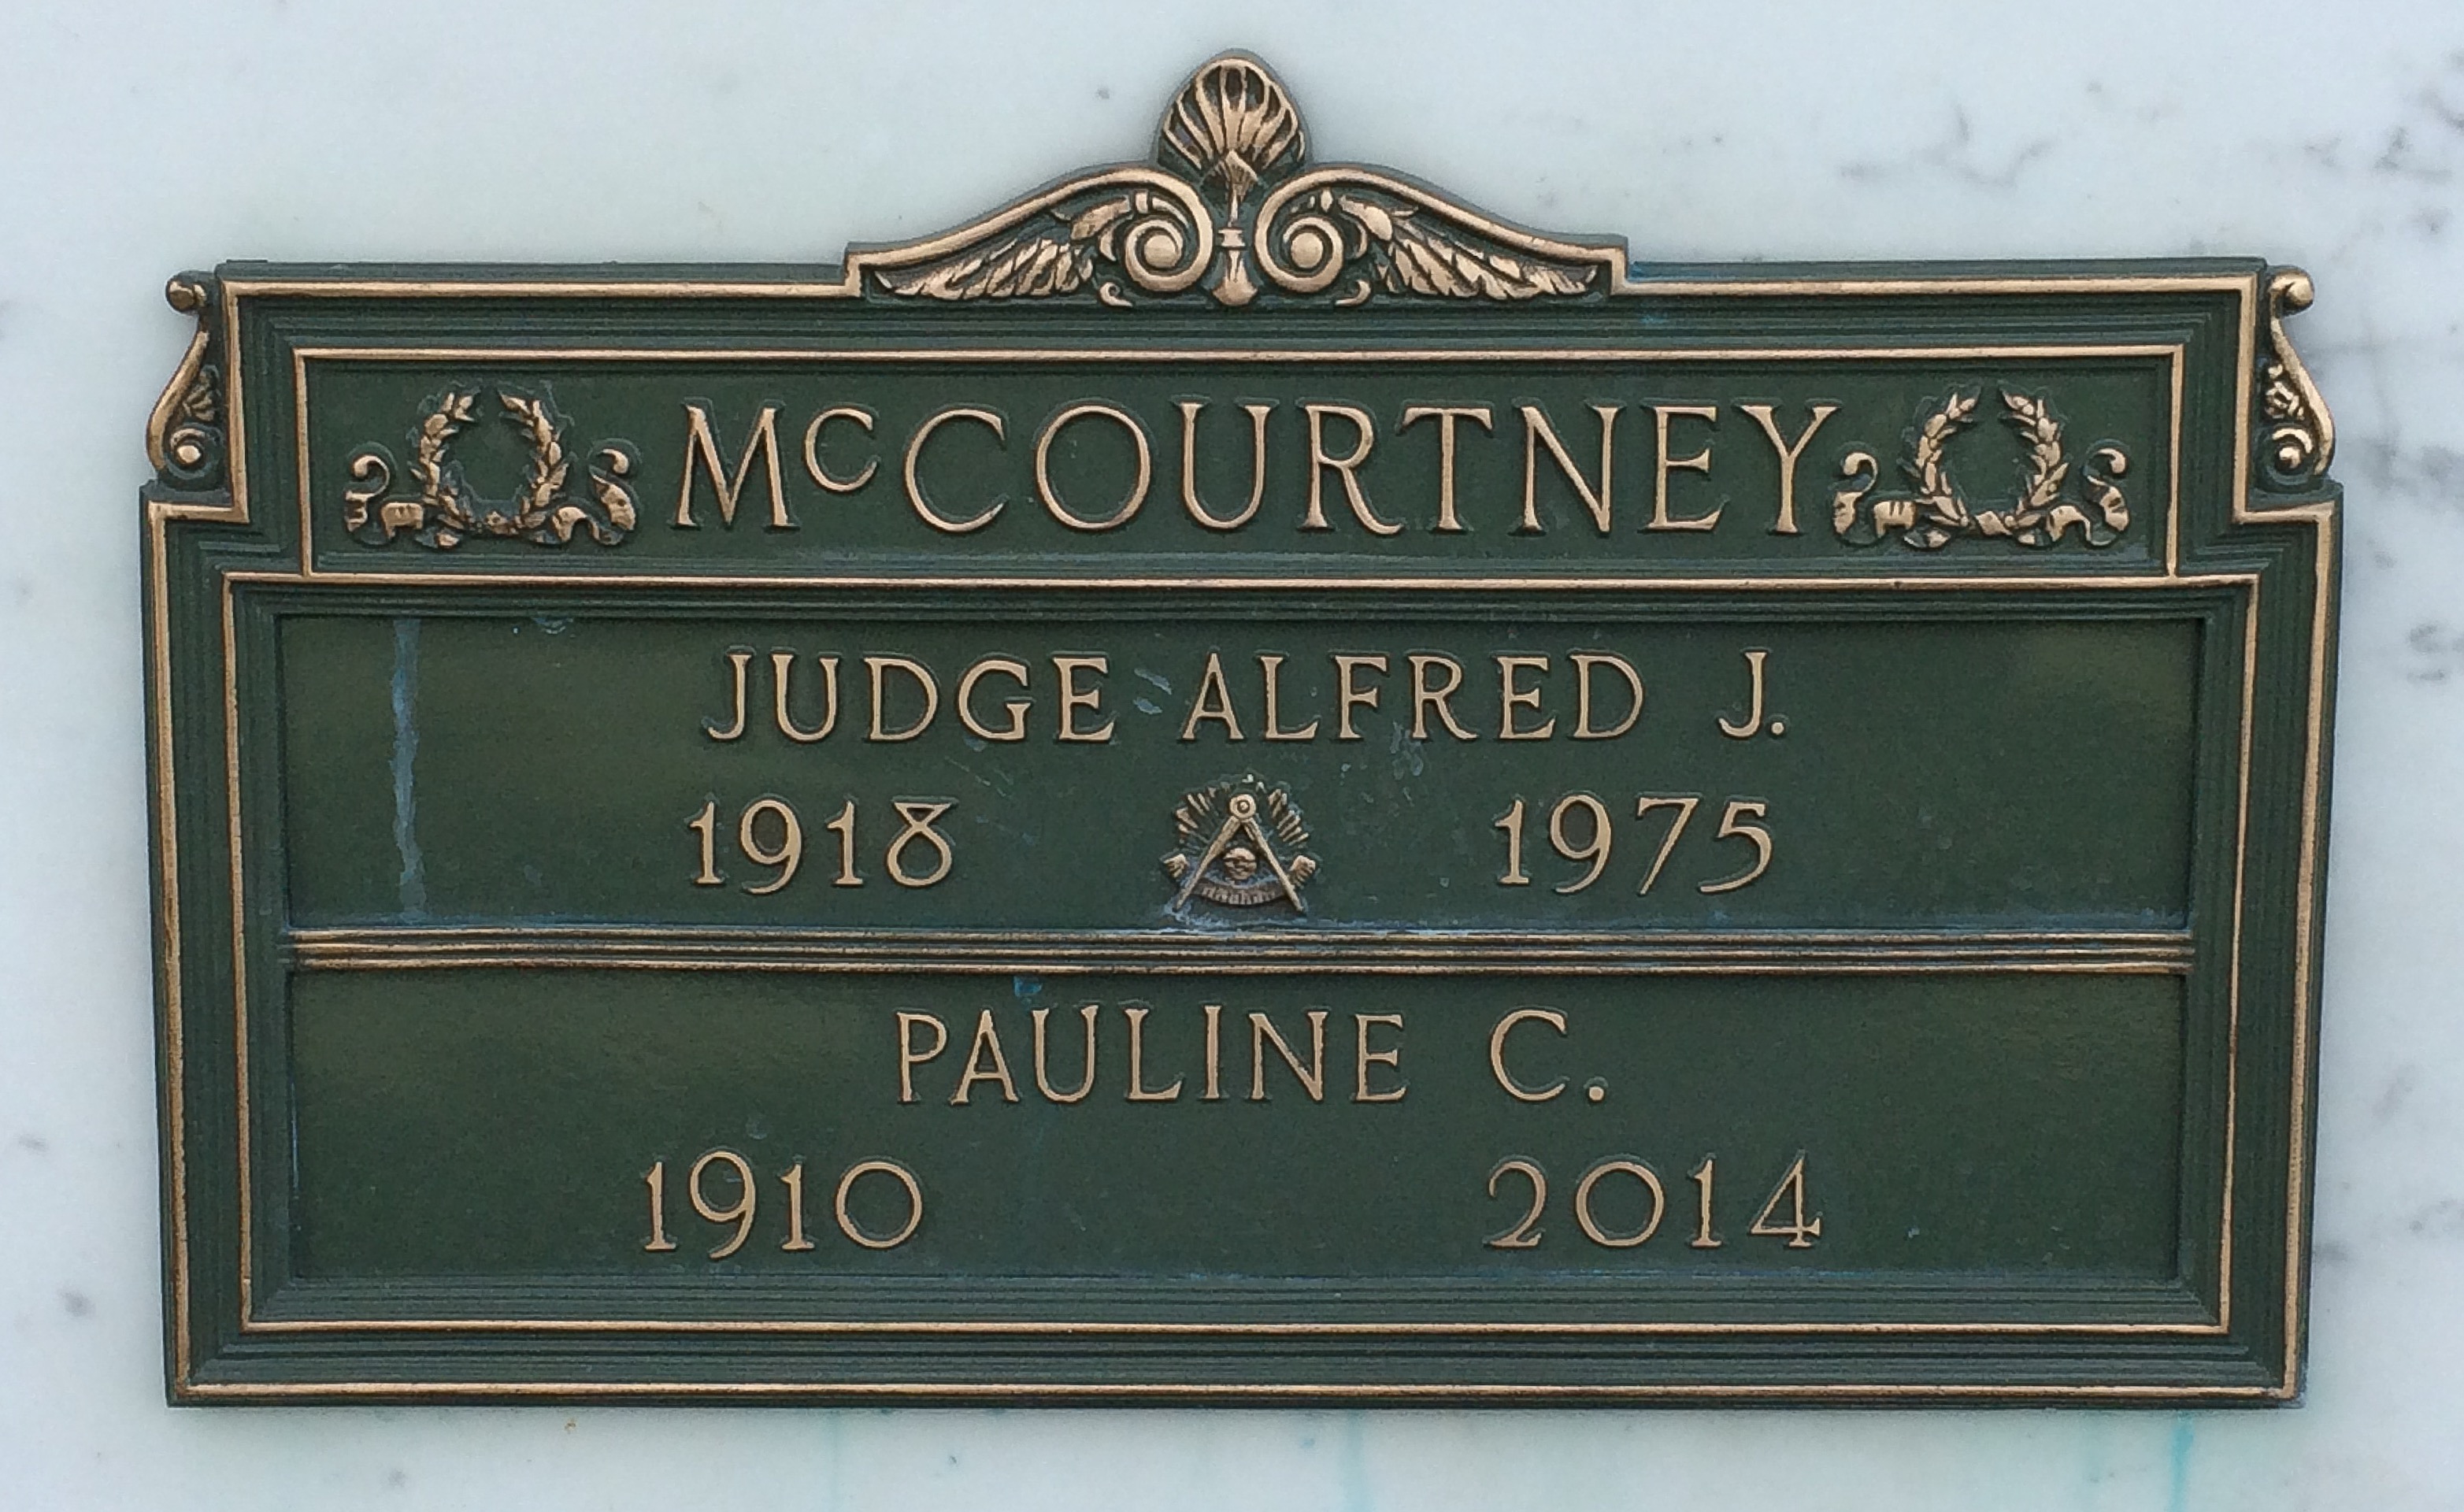 McCOURTNEY
JUDGE ALFRED J.
1918 1975
PAULINE C.
1910 2014